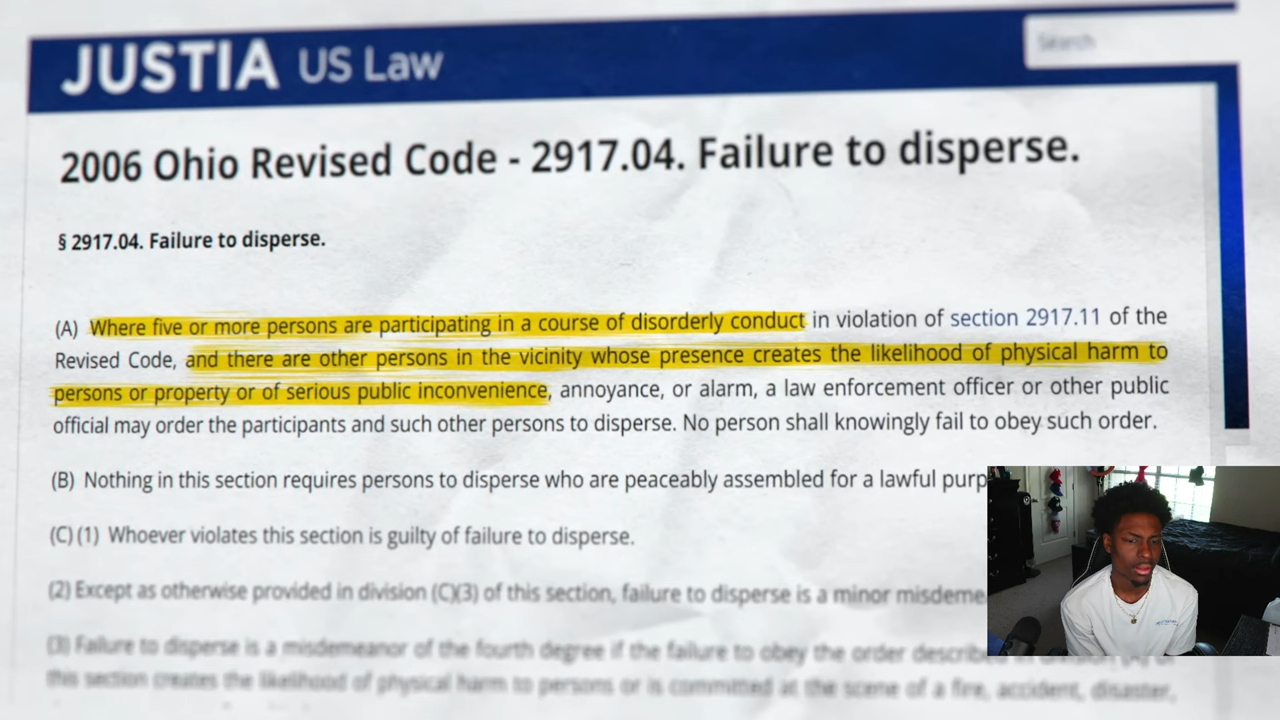 JUSTIA US Law
Search
2006 Ohio Revised Code - 2917.04. Failure to disperse.
§ 2917.04. Failure to disperse.
(A) Where five or more persons are participating in a course of disorderly conduct in violation of section 2917.11 of the
Revised Code, and there are other persons in the vicinity whose presence creates the likelihood of physical harm to
persons or property or of serious public inconvenience, annoyance, or alarm, a law enforcement officer or other public
official may order the participants and such other persons to disperse. No person shall knowingly fail to obey such order.
(B) Nothing in this section requires persons to disperse who are peaceably assembled for a lawful purp
(C) (1) Whoever violates this section is guilty of failure to disperse.
(2) Except as otherwise provided in division (C)(3) of this section, failure to disperse is a minor misdeme
(3) Failure to disperse is a misdemeanor of the fourth degree if the failure to obey the order described in division (A) of
this section creates the likelihood of physical harm to persons or is committed at the scene of a fire, accident, disaster,